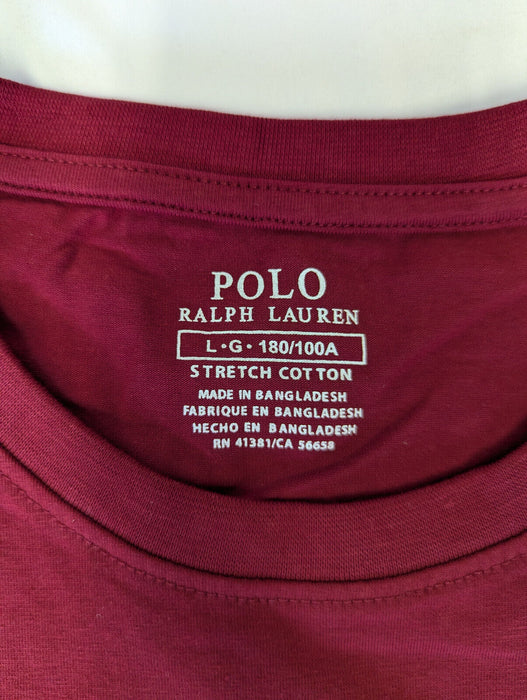 POLO
RALPH LAUREN
L•G•180/100A
STRETCH COTTON
MADE IN BANGLADESH
FABRIQUE EN BANGLADESH
HECHO EN BANGLADESH
RN 41381/CA 56658